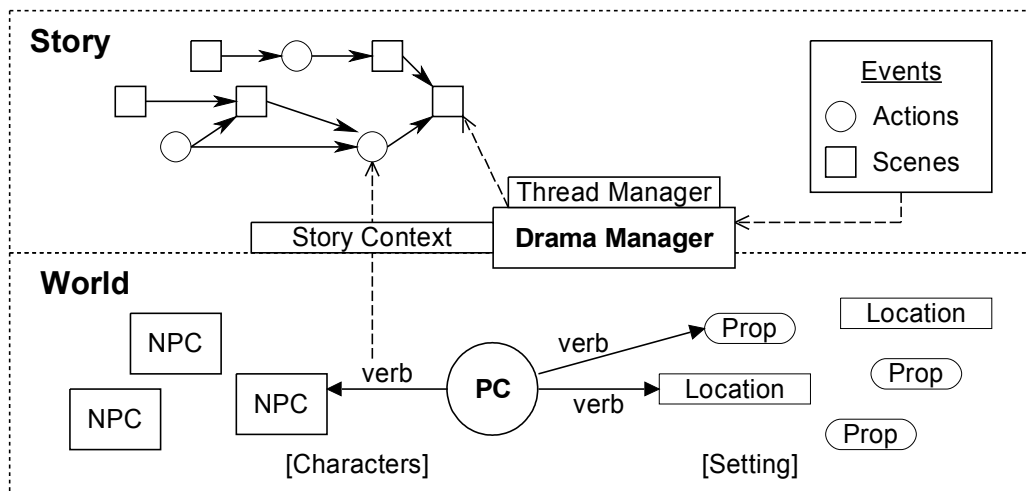 Story
Events
Actions
Scenes
Thread Manager
Story Context
Drama Manager
World
NPC
NPC
NPC
verb
PC
verb
verb
Prop
Location
Location
Prop
Prop
[Characters]
[Setting]